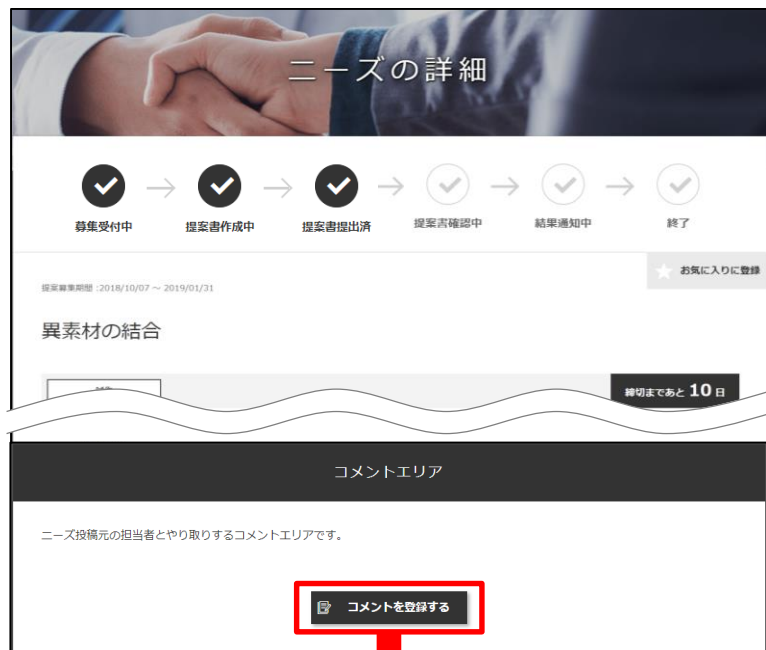 ニーズの詳細
募集受付中 提案書作成中 提案書提出済 提案書確認中 結果通知中 終了
お気に入りに登録
提案募集期間 :2018/10/07 ~ 2019/01/31
異素材の結合
締切まであと 10 日
コメントエリア
ニーズ投稿元の担当者とやり取りするコメントエリアです。
コメントを登録する